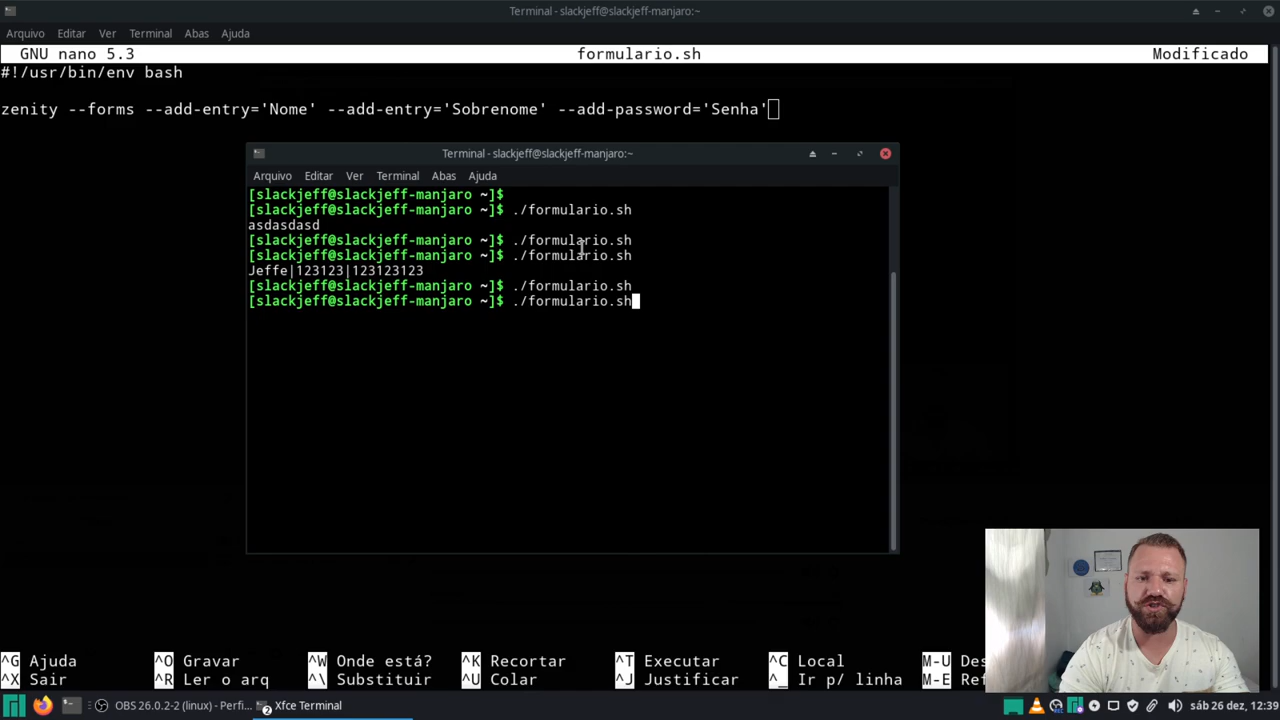 Terminal - slackjeff@slackjeff-manjaro:~
Arquivo Editar Ver Terminal Abas Ajuda
GNU nano 5.3 formulario.sh Modificado
#!/usr/bin/env bash
zenity --forms --add-entry='Nome' --add-entry='Sobrenome' --add-password='Senha'
Terminal - slackjeff@slackjeff-manjaro:~
Arquivo Editar Ver Terminal Abas Ajuda
[slackjeff@slackjeff-manjaro ~]$
[slackjeff@slackjeff-manjaro ~]$ ./formulario.sh
asdasdasd
[slackjeff@slackjeff-manjaro ~]$ ./formulario.sh
[slackjeff@slackjeff-manjaro ~]$ ./formulario.sh
Jeffe|123123|123123123
[slackjeff@slackjeff-manjaro ~]$ ./formulario.sh
[slackjeff@slackjeff-manjaro ~]$ ./formulario.sh
^G Ajuda ^O Gravar ^W Onde está? ^K Recortar ^T Executar ^C Local M-U Des
^X Sair ^R Ler o arq ^\ Substituir ^U Colar ^J Justificar ^_ Ir p/ linha M-E Ref
OBS 26.0.2-2 (linux) - Perfi... Xfce Terminal sáb 26 dez, 12:39